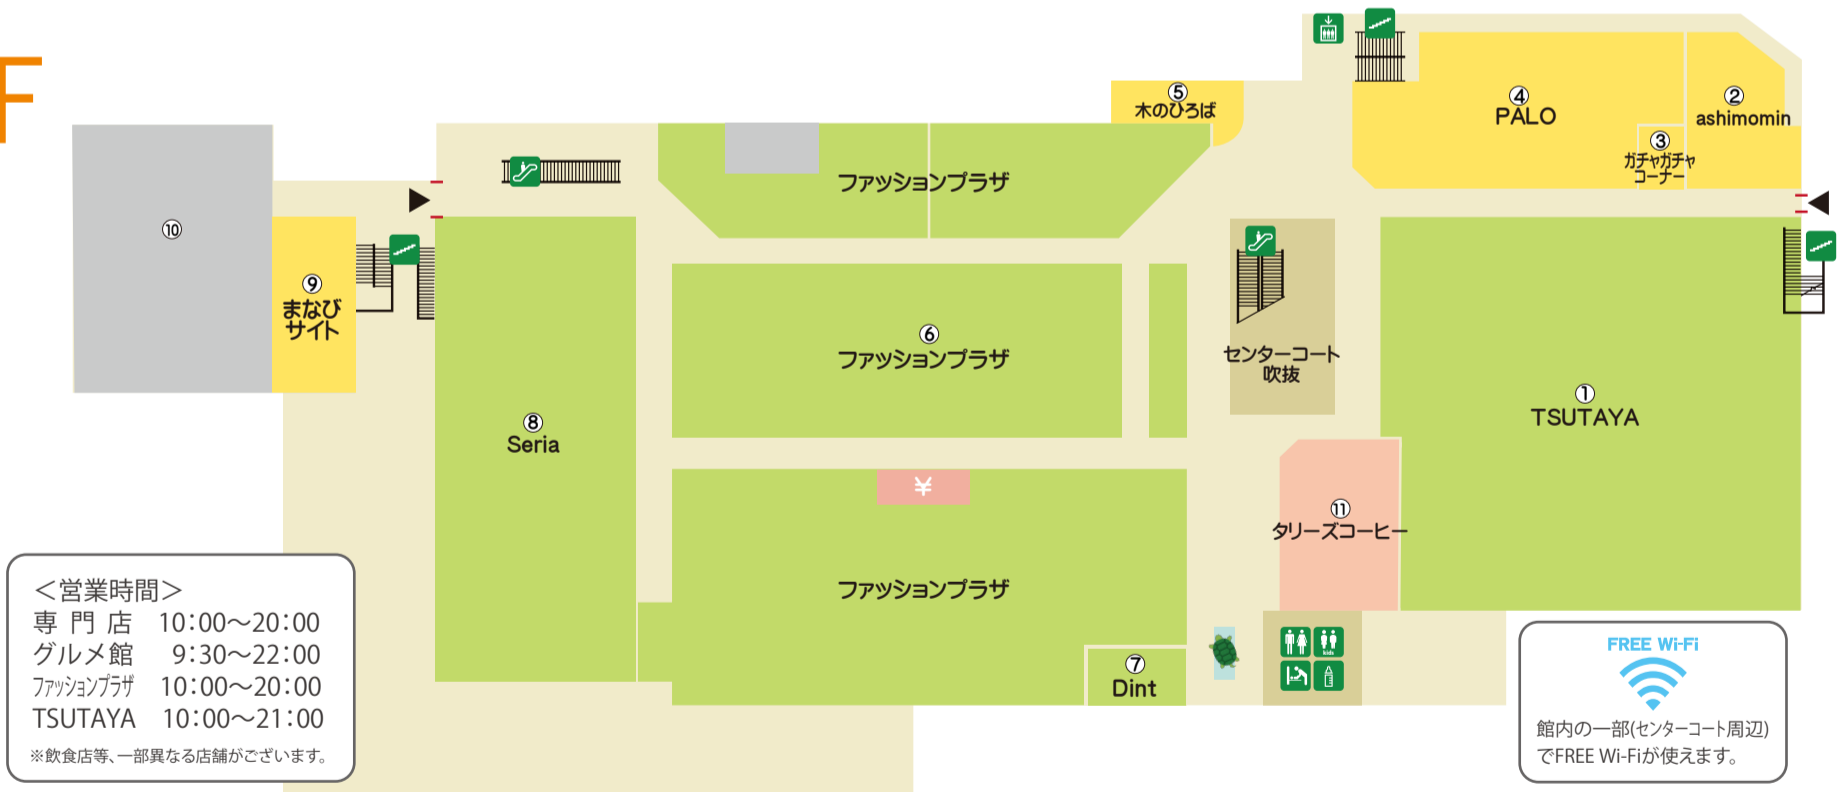 F
⑤
木のひろば
④
PALO
②
ashimomin
③
ガチャガチャ
コーナー
ファッションプラザ
⑩
⑨
まなび
サイト
⑥
ファッションプラザ
センターコート
吹抜
①
TSUTAYA
⑧
Seria
¥
⑪
タリーズコーヒー
ファッションプラザ
⑦
Dint
kids
<営業時間>
専門店 10:00~20:00
グルメ館 9:30~22:00
ファッションプラザ 10:00~20:00
TSUTAYA 10:00~21:00
※飲食店等、一部異なる店舗がございます。
FREE Wi-Fi
館内の一部(センターコート周辺)
でFREE Wi-Fiが使えます。